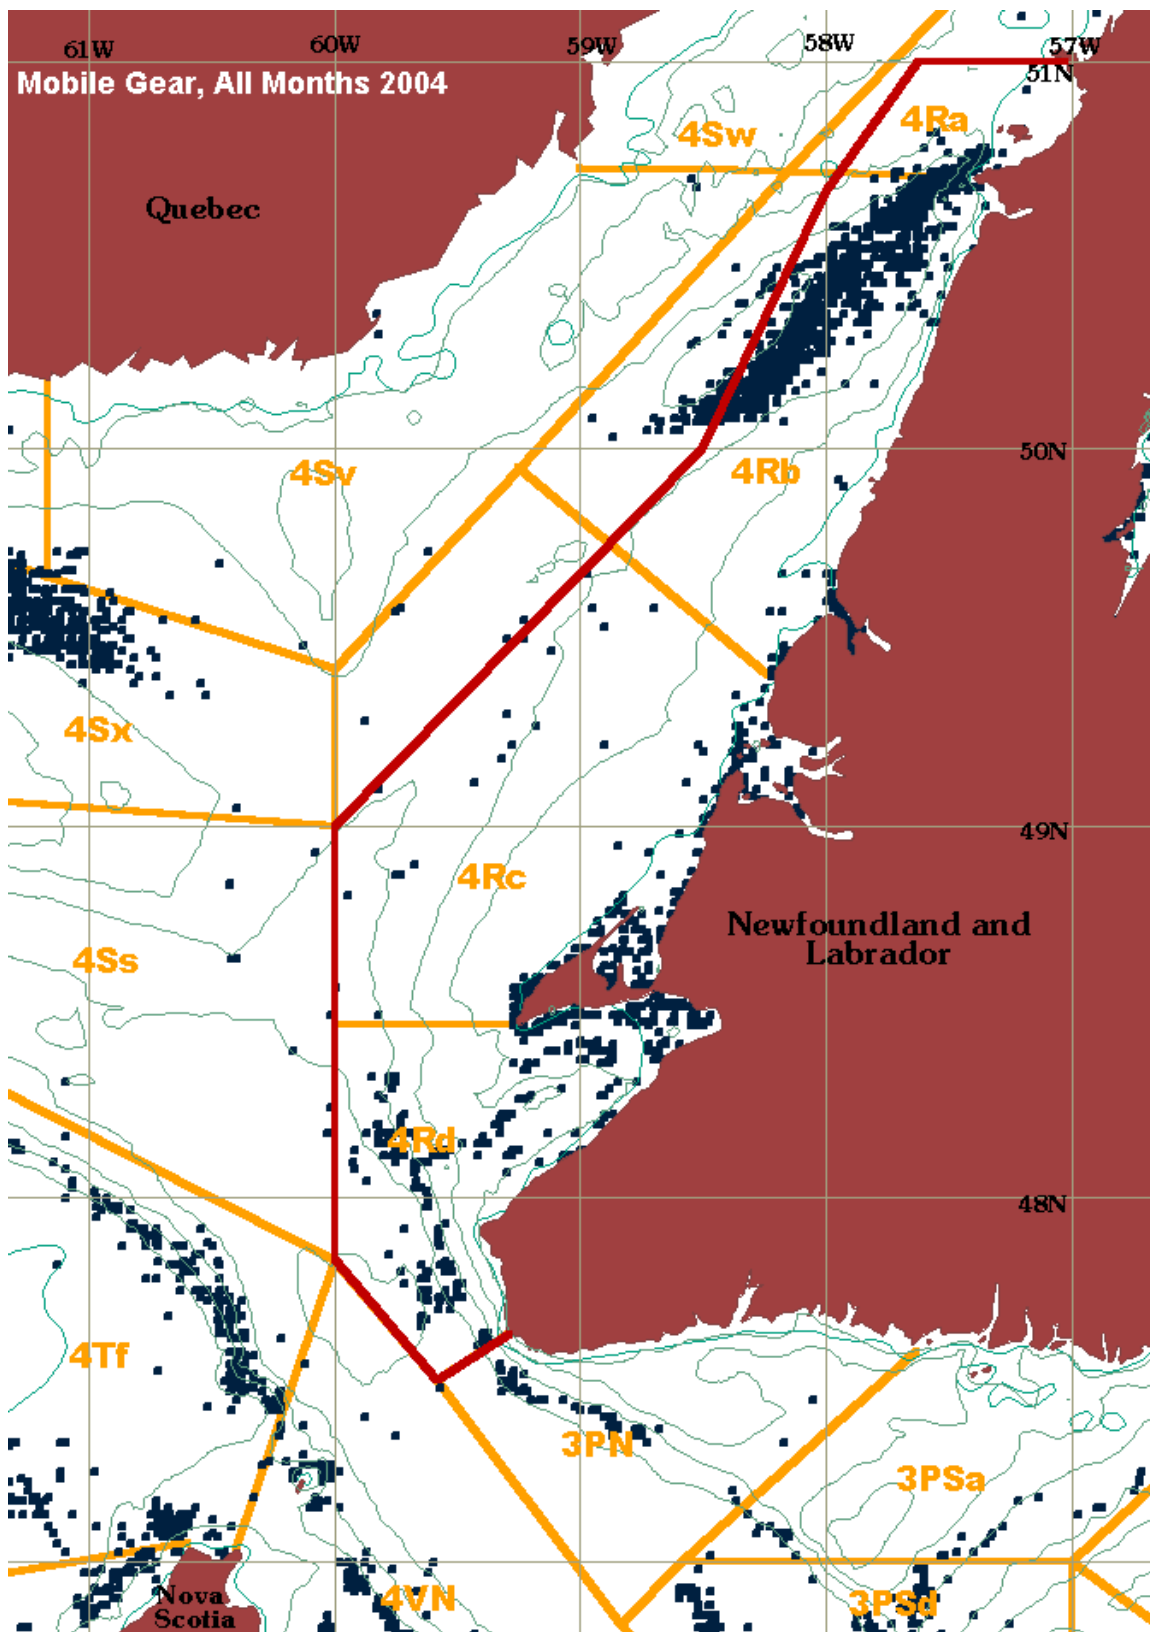 61W
60W
59W
58W
57W
51N
Mobile Gear, All Months 2004
4Ra
4Sw
Quebec
50N
4Sv
4Rb
4Sx
49N
4Rc
Newfoundland and
Labrador
4Ss
4Rd
48N
4Tf
3PN
3PSa
4VN
3PSd
Nova
Scotia